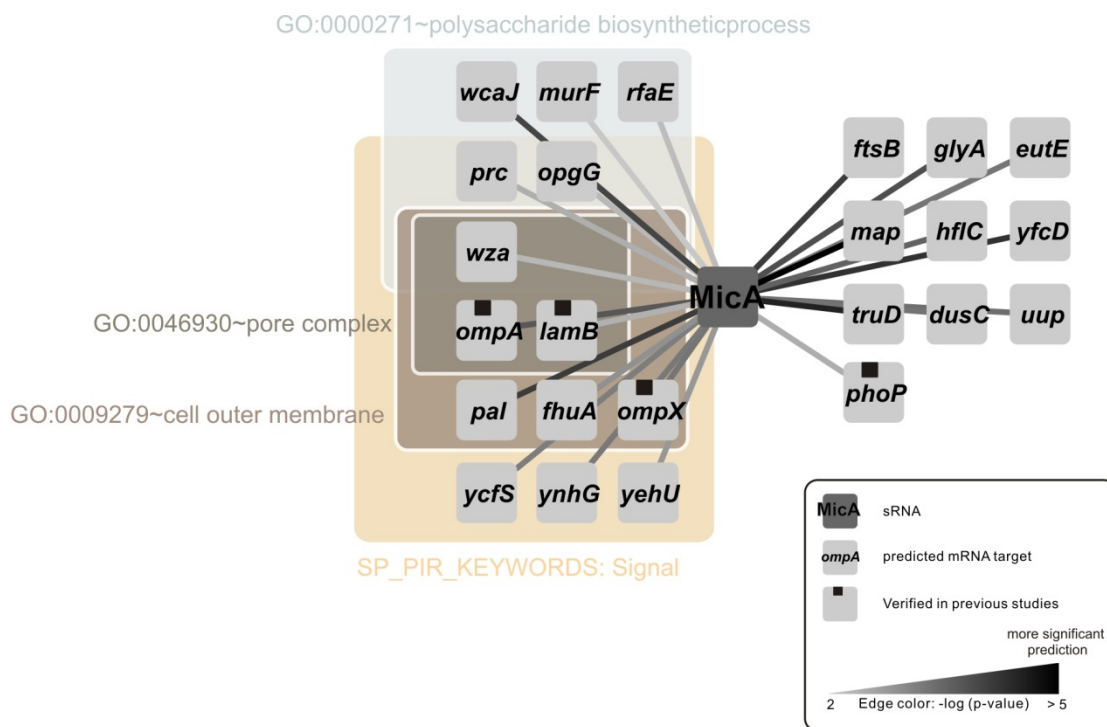 GO:0000271~polysaccharide biosyntheticprocess
wcaJ murF rfaE
ftsB glyA eutE
prc opgG
map hflC yfcD
wza
MicA
GO:0046930~pore complex
ompA lamB
truD dusC uup
phoP
GO:0009279~cell outer membrane
pal fhuA ompX
ycfS ynhG yehU
SP_PIR_KEYWORDS: Signal
MicA sRNA
ompA predicted mRNA target
Verified in previous studies
more significant
prediction
2 Edge color: -log (p-value) > 5